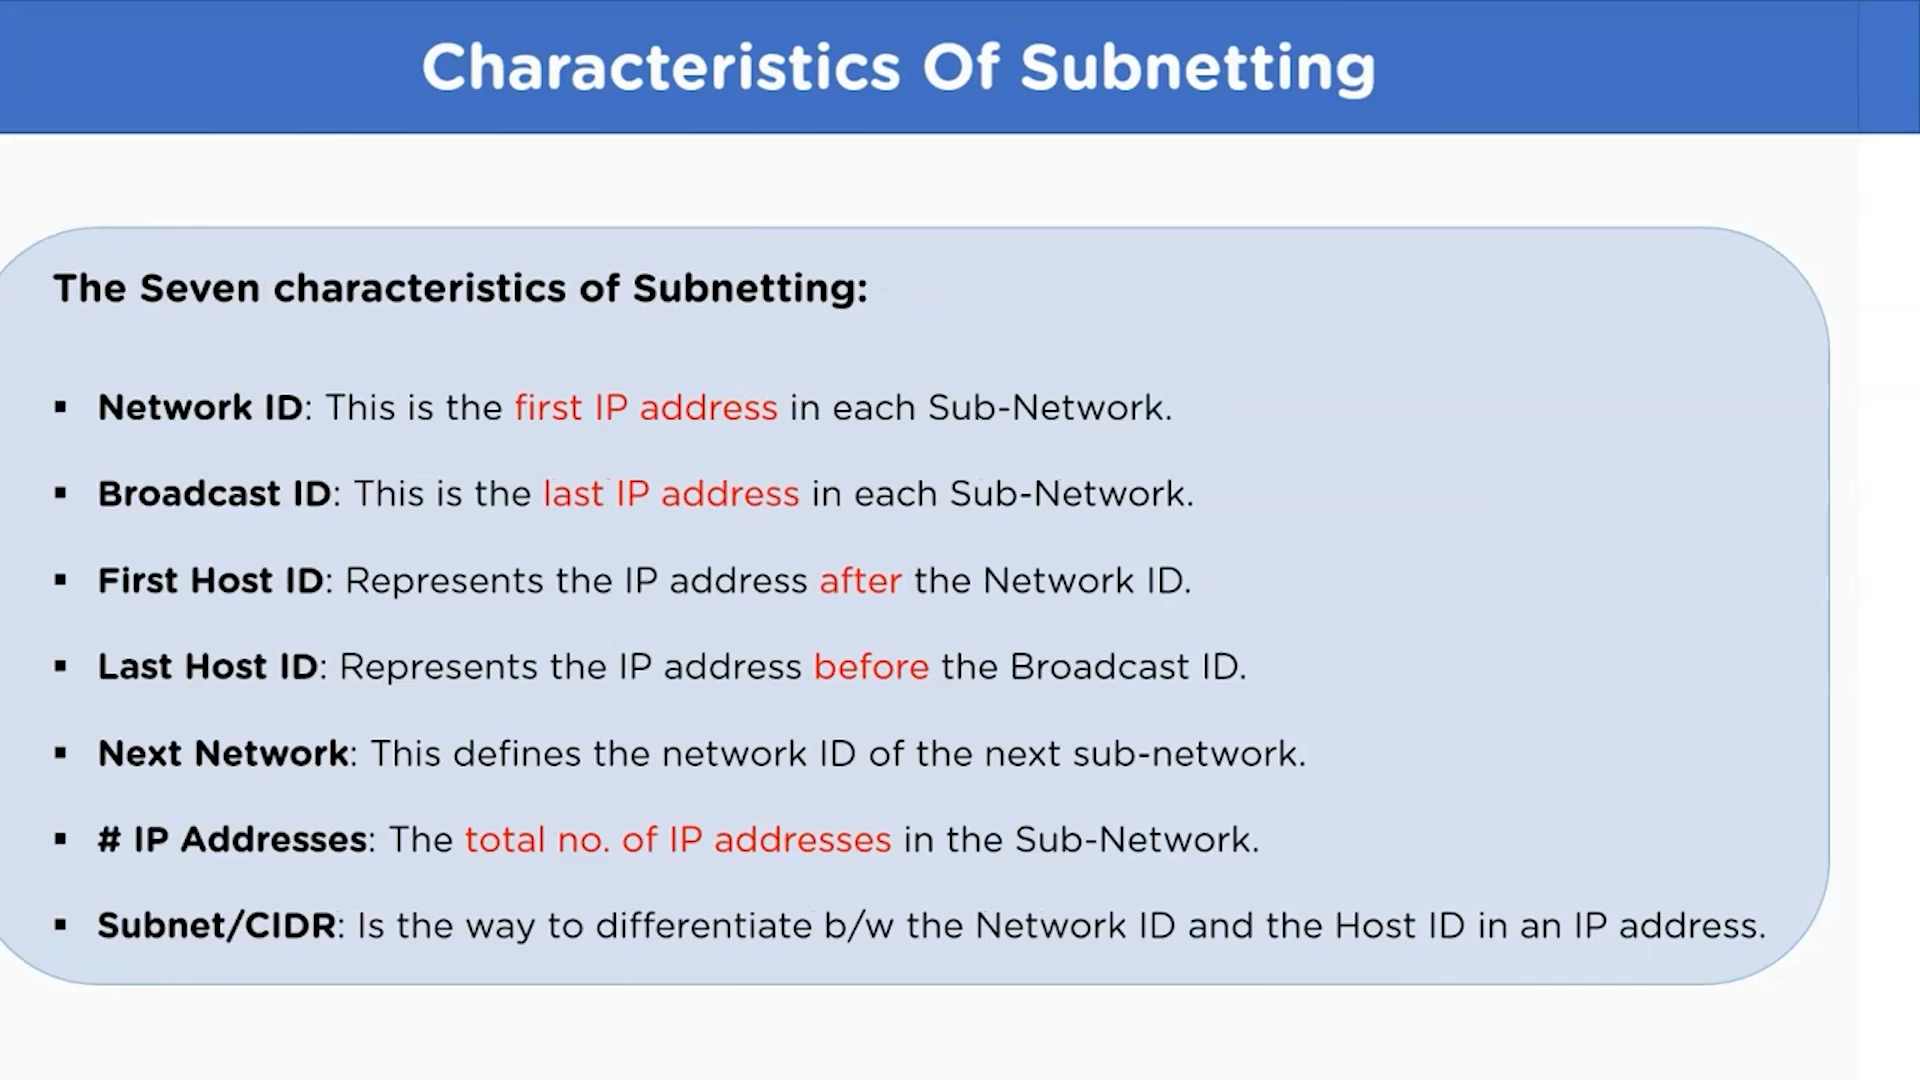 Characteristics Of Subnetting
The Seven characteristics of Subnetting:
▪ Network ID: This is the first IP address in each Sub-Network.
▪ Broadcast ID: This is the last IP address in each Sub-Network.
▪ First Host ID: Represents the IP address after the Network ID.
▪ Last Host ID: Represents the IP address before the Broadcast ID.
▪ Next Network: This defines the network ID of the next sub-network.
▪ # IP Addresses: The total no. of IP addresses in the Sub-Network.
▪ Subnet/CIDR: Is the way to differentiate b/w the Network ID and the Host ID in an IP address.